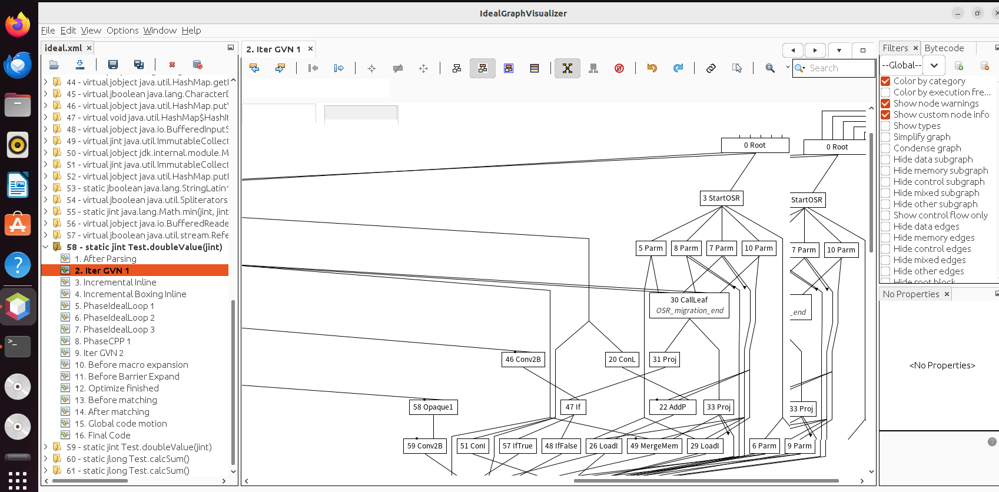 IdealGraphVisualizer
File Edit View Options Window Help
ideal.xml
2. Iter GVN 1
Filters
Bytecode
--Global--
Search
44 - virtual jobject java.util.HashMap.getI
45 - virtual jboolean java.lang.CharacterD
46 - virtual jobject java.util.HashMap.putV
47 - virtual void java.util.HashMap$HashIt
48 - virtual jobject java.io.BufferedInputS
49 - virtual jint java.util.ImmutableCollect
50 - virtual jobject jdk.internal.module.M
51 - virtual jint java.util.ImmutableCollect
52 - virtual jobject java.util.HashMap.putI
53 - static jboolean java.lang.StringLatin1
54 - virtual jboolean java.util.Spliterators
55 - static jint java.lang.Math.min(jint, jint
56 - virtual jobject java.io.BufferedReade
57 - virtual jboolean java.util.stream.Refe
58 - static jint Test.doubleValue(jint)
1. After Parsing
2. Iter GVN 1
3. Incremental Inline
4. Incremental Boxing Inline
5. PhaseIdealLoop 1
6. PhaseIdealLoop 2
7. PhaseIdealLoop 3
8. PhaseCPP 1
9. Iter GVN 2
10. Before macro expansion
11. Before Barrier Expand
12. Optimize finished
13. Before matching
14. After matching
15. Global code motion
16. Final Code
59 - static jint Test.doubleValue(jint)
60 - static jlong Test.calcSum()
61 - static jlong Test.calcSum()
0 Root
0 Root
3 StartOSR
StartOSR
5 Parm
8 Parm
7 Parm
10 Parm
7 Parm
10 Parm
30 CallLeaf
OSR_migration_end
_end
46 Conv2B
20 ConL
31 Proj
58 Opaque1
47 If
22 AddP
33 Proj
33 Proj
59 Conv2B
51 ConI
57 IfTrue
48 IfFalse
26 LoadI
49 MergeMem
29 LoadI
6 Parm
9 Parm
Color by category
Color by execution fre...
Show node warnings
Show custom node info
Show types
Simplify graph
Condense graph
Hide data subgraph
Hide memory subgraph
Hide control subgraph
Hide mixed subgraph
Hide other subgraph
Show control flow only
Hide data edges
Hide memory edges
Hide control edges
Hide mixed edges
Hide other edges
Hide root block
No Properties
<No Properties>